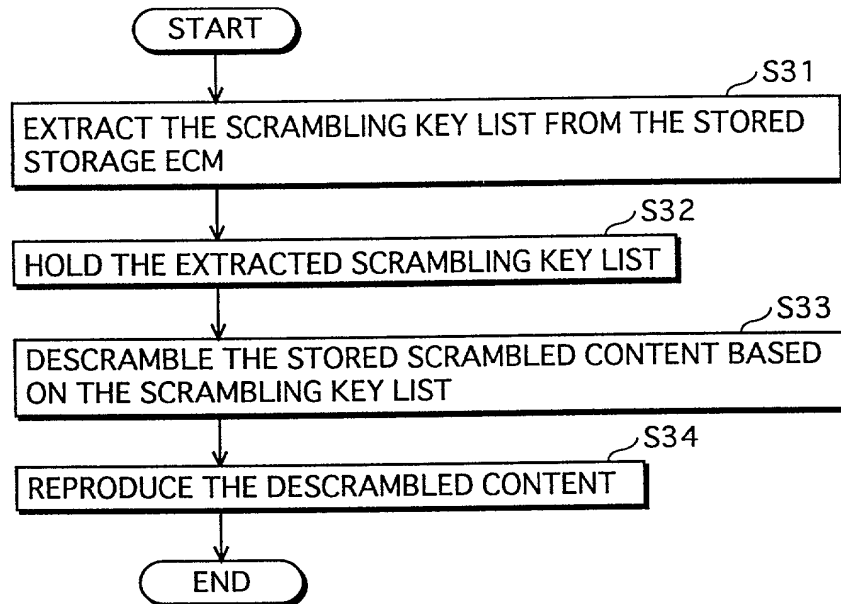 START
S31
EXTRACT THE SCRAMBLING KEY LIST FROM THE STORED
STORAGE ECM
S32
HOLD THE EXTRACTED SCRAMBLING KEY LIST
S33
DESCRAMBLE THE STORED SCRAMBLED CONTENT BASED
ON THE SCRAMBLING KEY LIST
S34
REPRODUCE THE DESCRAMBLED CONTENT
END